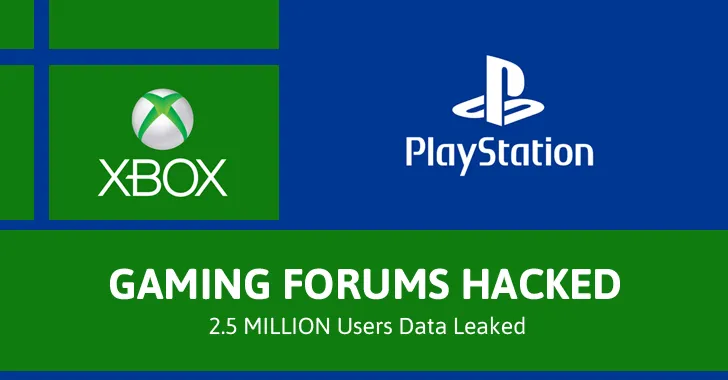 XBOX
PlayStation
GAMING FORUMS HACKED
2.5 MILLION Users Data Leaked